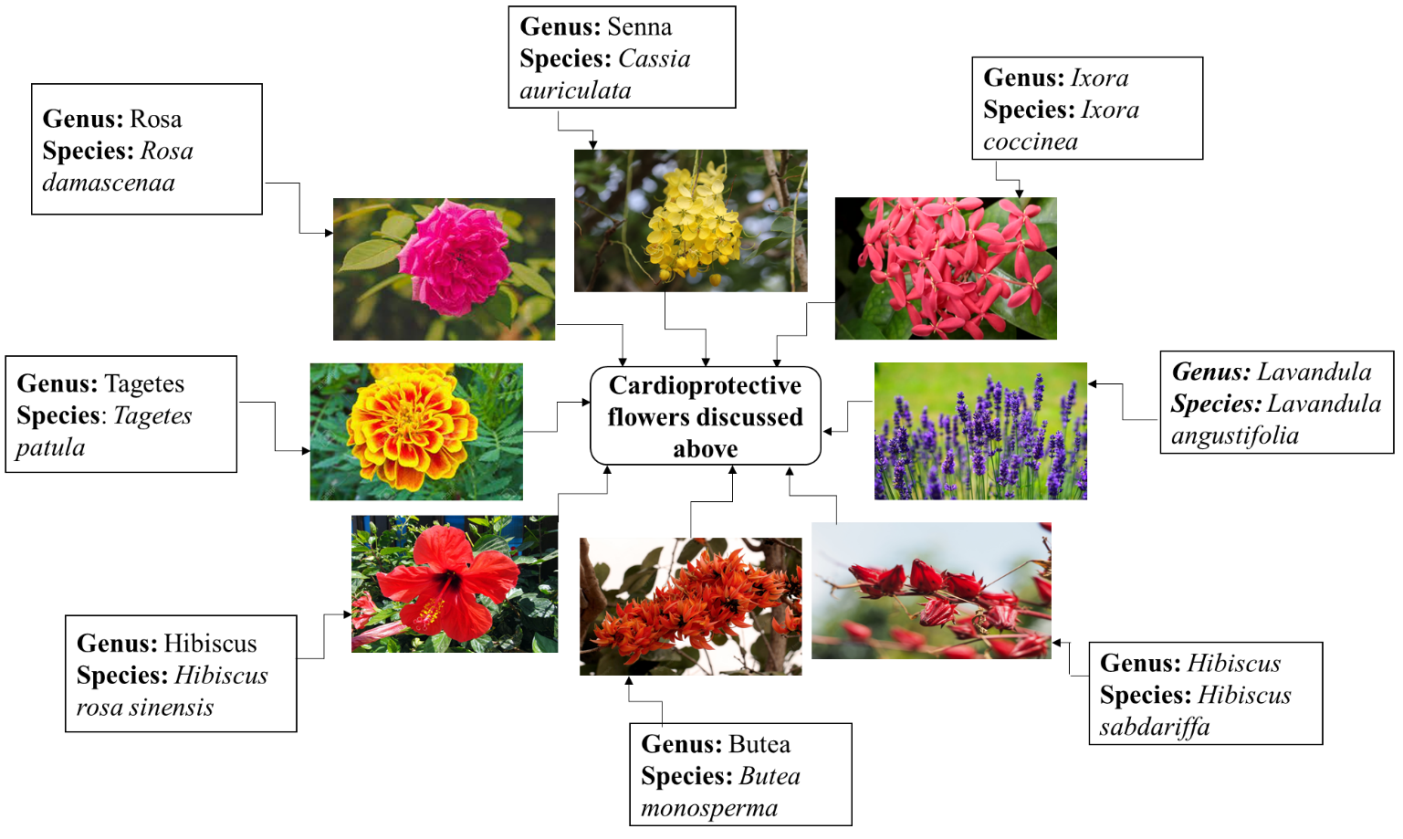 Genus: Senna
Species: Cassia
auriculata
Genus: Ixora
Species: Ixora
coccinea
Genus: Rosa
Species: Rosa
damascenaa
Genus: Tagetes
Species: Tagetes
patula
Cardioprotective
flowers discussed
above
Genus: Lavandula
Species: Lavandula
angustifolia
Genus: Hibiscus
Species: Hibiscus
rosa sinensis
Genus: Butea
Species: Butea
monosperma
Genus: Hibiscus
Species: Hibiscus
sabdariffa